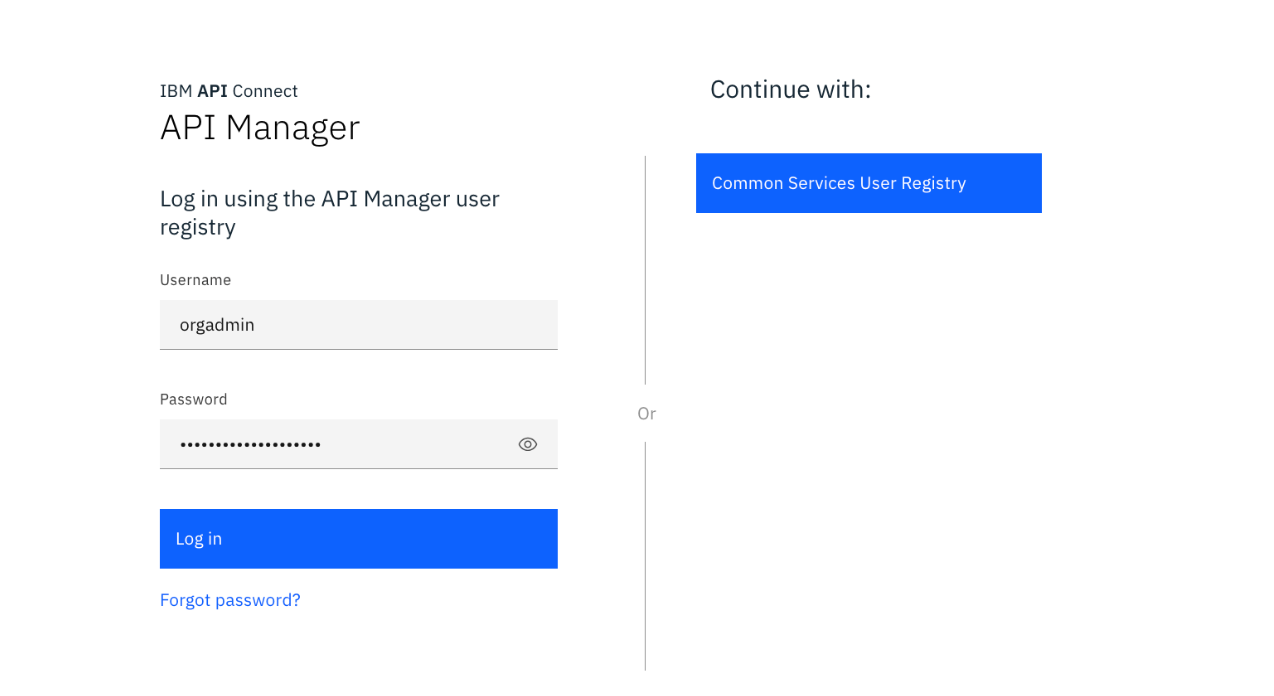 IBM API Connect
API Manager
Log in using the API Manager user
registry
Username
orgadmin
Password
••••••••••••••••••••
Log in
Forgot password?
Or
Continue with:
Common Services User Registry